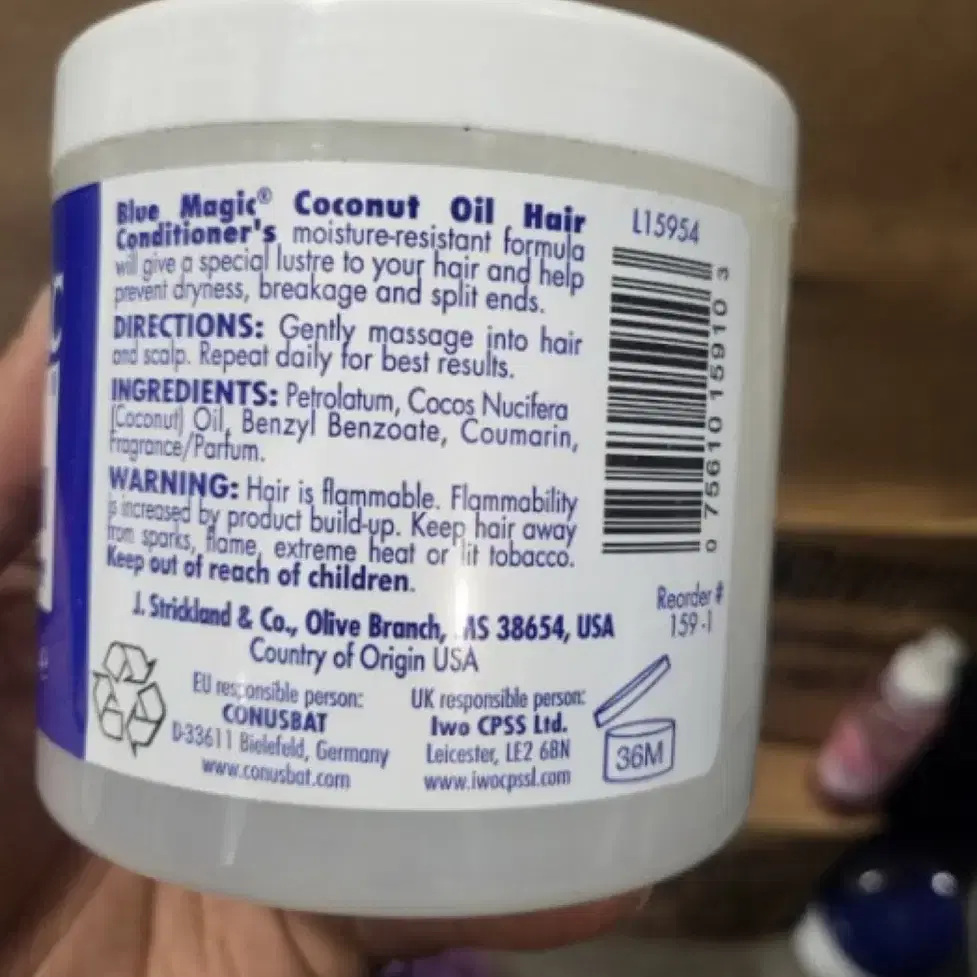 Blue Magic® Coconut Oil Hair
Conditioner's moisture-resistant formula
will give a special lustre to your hair and help
prevent dryness, breakage and split ends.
DIRECTIONS: Gently massage into hair
and scalp. Repeat daily for best results.
INGREDIENTS: Petrolatum, Cocos Nucifera
(Coconut) Oil, Benzyl Benzoate, Coumarin,
Fragrance/Parfum.
WARNING: Hair is flammable. Flammability
is increased by product build-up. Keep hair away
from sparks, flame, extreme heat or lit tobacco.
Keep out of reach of children.
J. Strickland & Co., Olive Branch, MS 38654, USA
Country of Origin USA
EU responsible person:
CONUSBAT
D-33611 Bielefeld, Germany
www.conusbat.com
UK responsible person:
Iwo CPSS Ltd.
Leicester, LE2 6BN
www.iwocpssl.com
L15954
0 75610 15910 3
Reorder #
159-1
36M